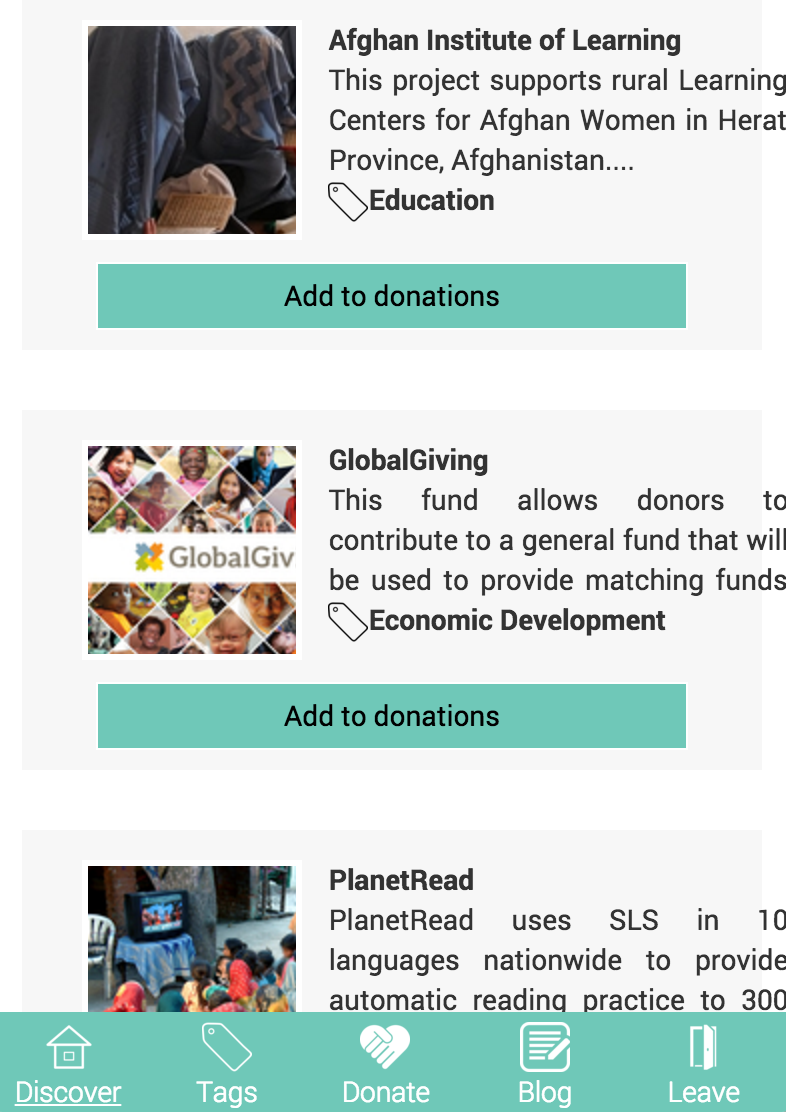 Afghan Institute of Learning
This project supports rural Learning
Centers for Afghan Women in Herat
Province, Afghanistan....
Education
Add to donations
GlobalGiv
GlobalGiving
This fund allows donors to
contribute to a general fund that will
be used to provide matching funds
Economic Development
Add to donations
PlanetRead
PlanetRead uses SLS in 10
languages nationwide to provide
automatic reading practice to 300
Discover
Tags
Donate
Blog
Leave